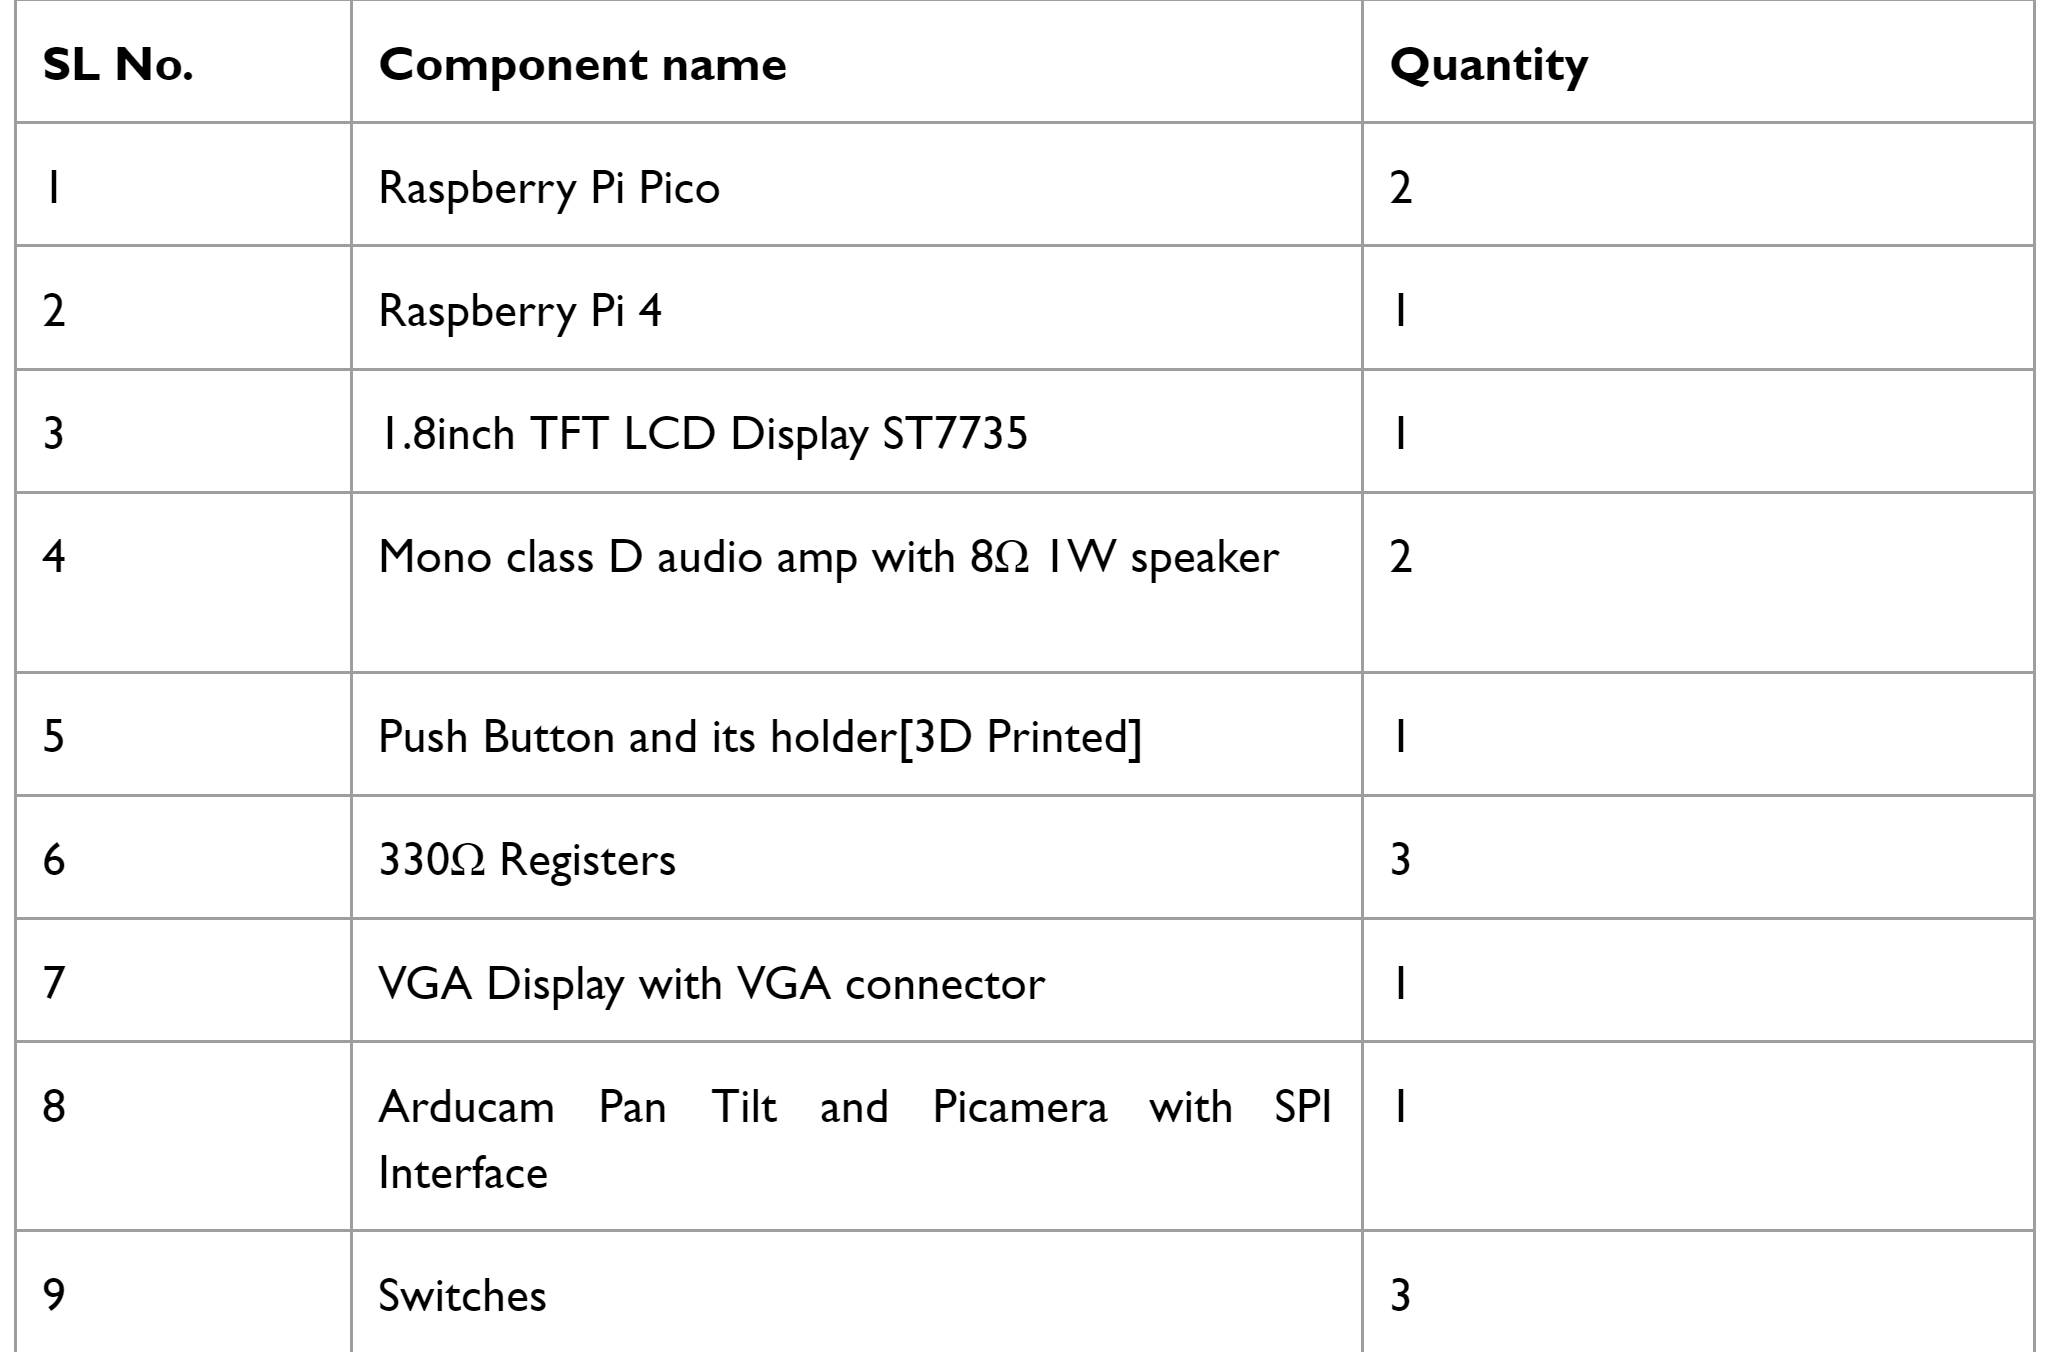 SL No. Component name Quantity
1 Raspberry Pi Pico 2
2 Raspberry Pi 4 1
3 1.8inch TFT LCD Display ST7735 1
4 Mono class D audio amp with 8Ω 1W speaker 2
5 Push Button and its holder[3D Printed] 1
6 330Ω Registers 3
7 VGA Display with VGA connector 1
8 Arducam Pan Tilt and Picamera with SPI 1
Interface
9 Switches 3